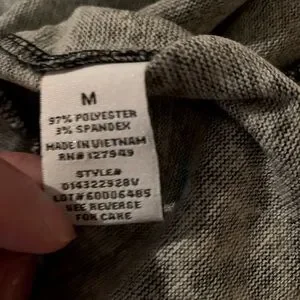 M
97% POLYESTER
3% SPANDEX
MADE IN VIETNAM
RN# 127949
STYLE#
D14322928V
LOT# 60006485
SEE REVERSE
FOR CARE